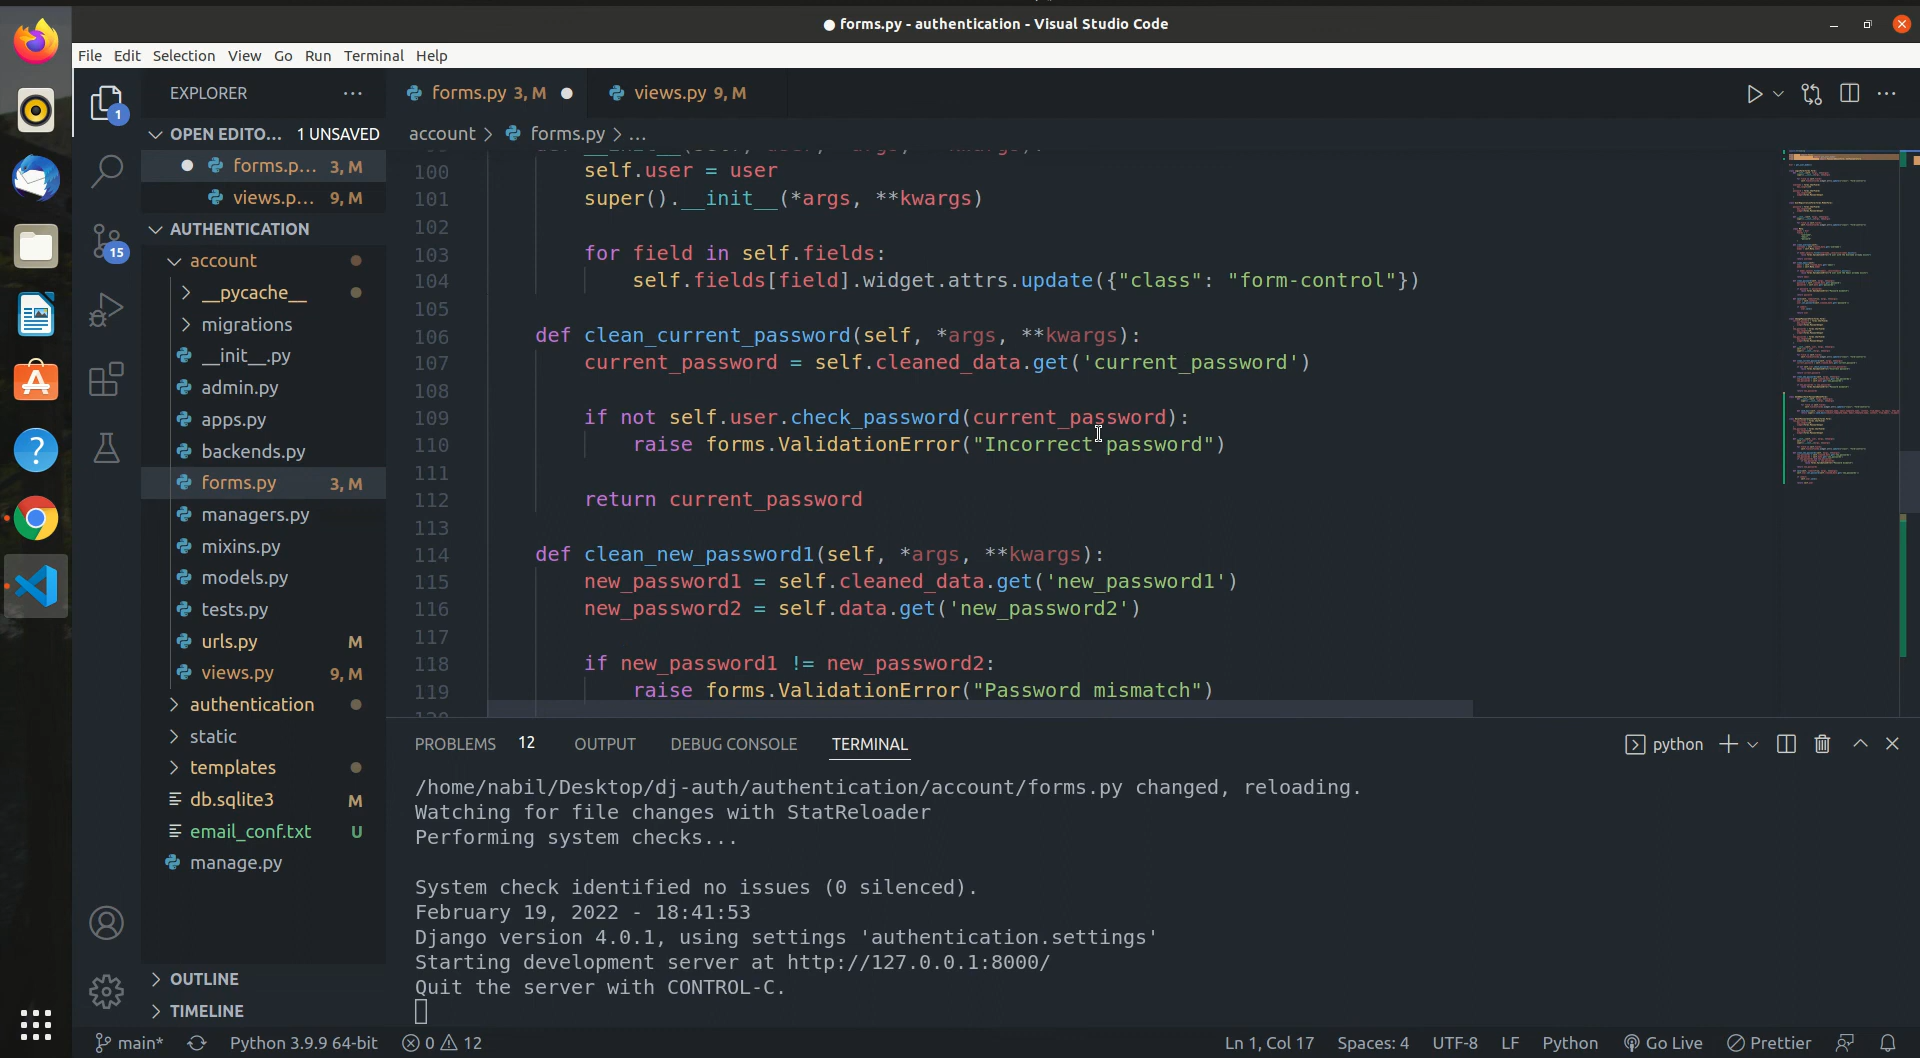 ● forms.py - authentication - Visual Studio Code
File Edit Selection View Go Run Terminal Help
EXPLORER ...
1
OPEN EDITO... 1 UNSAVED
forms.p... 3, M
views.p... 9, M
AUTHENTICATION
account
__pycache__
migrations
__init__.py
admin.py
apps.py
backends.py
forms.py 3, M
managers.py
mixins.py
models.py
tests.py
urls.py M
views.py 9, M
authentication
static
templates
db.sqlite3 M
email_conf.txt U
manage.py
OUTLINE
TIMELINE
15
forms.py 3, M
views.py 9, M
account > forms.py > ...
100 self.user = user
101 super().__init__(*args, **kwargs)
102
103 for field in self.fields:
104 self.fields[field].widget.attrs.update({"class": "form-control"})
105
106 def clean_current_password(self, *args, **kwargs):
107 current_password = self.cleaned_data.get('current_password')
108
109 if not self.user.check_password(current_password):
110 raise forms.ValidationError("Incorrect password")
111
112 return current_password
113
114 def clean_new_password1(self, *args, **kwargs):
115 new_password1 = self.cleaned_data.get('new_password1')
116 new_password2 = self.data.get('new_password2')
117
118 if new_password1 != new_password2:
119 raise forms.ValidationError("Password mismatch")
PROBLEMS 12 OUTPUT DEBUG CONSOLE TERMINAL
python
/home/nabil/Desktop/dj-auth/authentication/account/forms.py changed, reloading.
Watching for file changes with StatReloader
Performing system checks...
System check identified no issues (0 silenced).
February 19, 2022 - 18:41:53
Django version 4.0.1, using settings 'authentication.settings'
Starting development server at http://127.0.0.1:8000/
Quit the server with CONTROL-C.
main* Python 3.9.9 64-bit 0 12 Ln 1, Col 17 Spaces: 4 UTF-8 LF Python Go Live Prettier